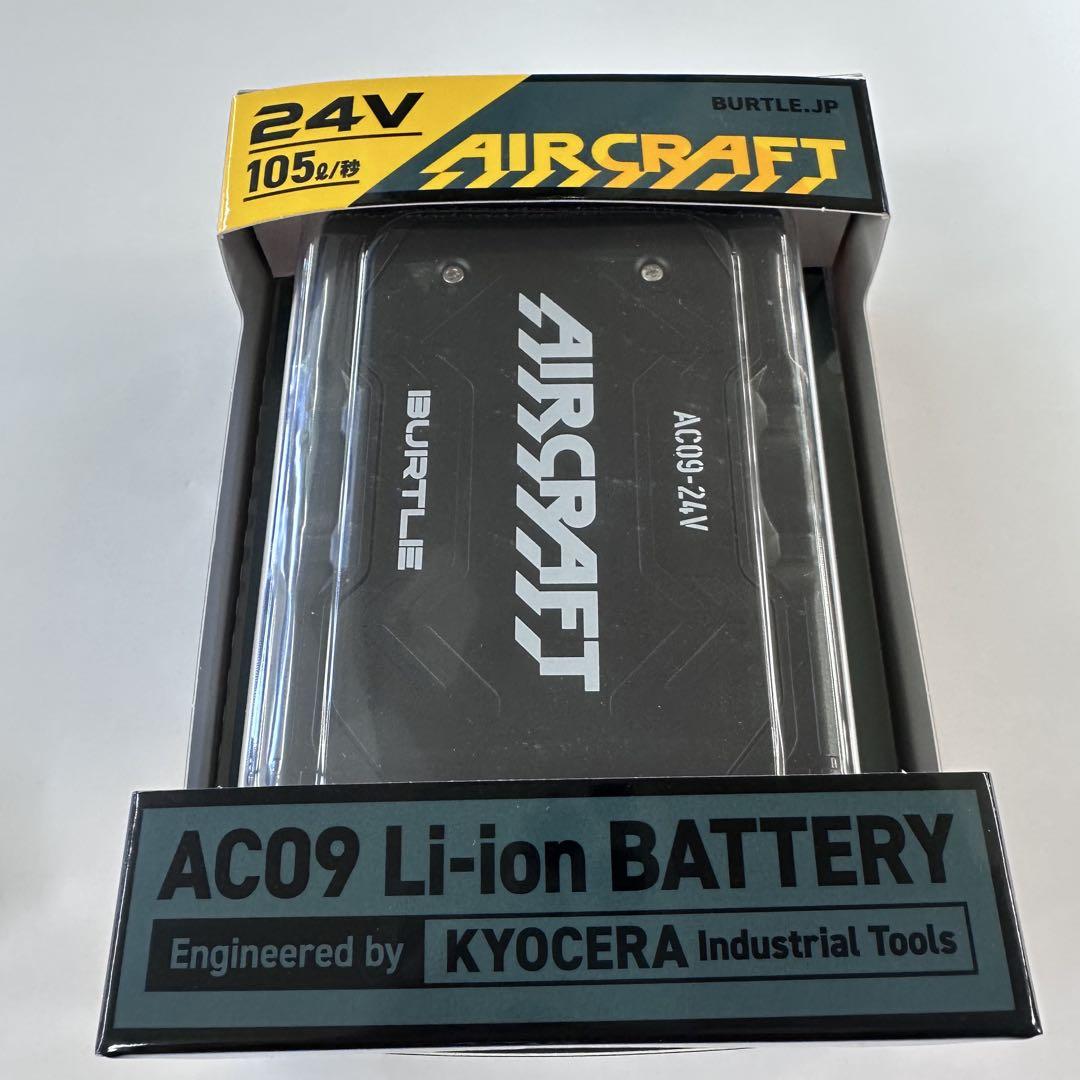 24V
105ℓ/秒
BURTLE.JP
AIRCRAFT
AC09-24V
AIRCRAFT
BURTLE
AC09 Li-ion BATTERY
Engineered by KYOCERA Industrial Tools